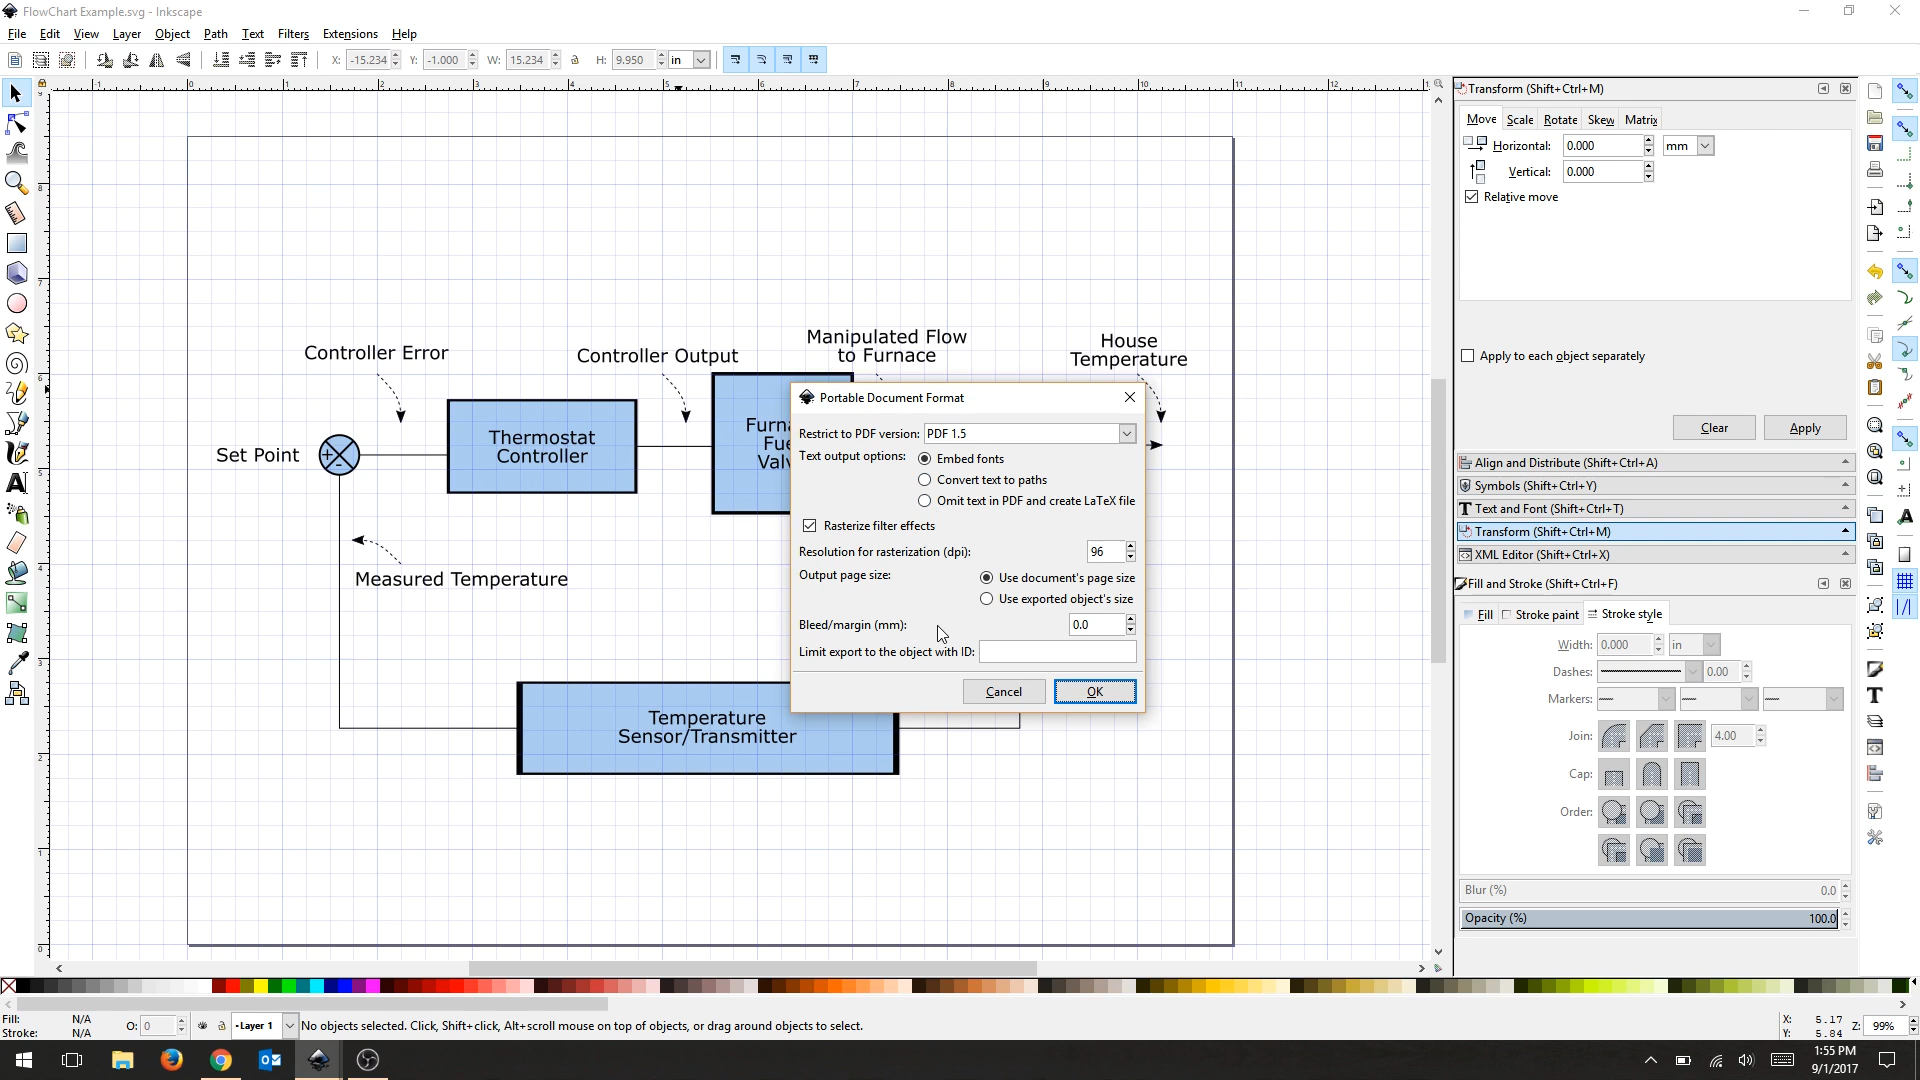 FlowChart Example.svg - Inkscape
File Edit View Layer Object Path Text Filters Extensions Help
X: -15.234 Y: -1.000 W: 15.234 H: 9.950 in
Transform (Shift+Ctrl+M)
Move Scale Rotate Skew Matrix
Horizontal: 0.000 mm
Vertical: 0.000
Relative move
Apply to each object separately
Clear Apply
Align and Distribute (Shift+Ctrl+A)
Symbols (Shift+Ctrl+Y)
Text and Font (Shift+Ctrl+T)
Transform (Shift+Ctrl+M)
XML Editor (Shift+Ctrl+X)
Fill and Stroke (Shift+Ctrl+F)
Fill Stroke paint Stroke style
Width: 0.000 in
Dashes: 0.00
Markers:
Join: 4.00
Cap:
Order:
Blur (%) 0.0
Opacity (%) 100.0
Controller Error
Controller Output
Manipulated Flow
to Furnace
House
Temperature
Set Point
Thermostat
Controller
Measured Temperature
Temperature
Sensor/Transmitter
Portable Document Format
Restrict to PDF version: PDF 1.5
Text output options: Embed fonts
Convert text to paths
Omit text in PDF and create LaTeX file
Rasterize filter effects
Resolution for rasterization (dpi): 96
Output page size: Use document's page size
Use exported object's size
Bleed/margin (mm): 0.0
Limit export to the object with ID:
Cancel OK
Fill: N/A
Stroke: N/A
O: 0
Layer 1
No objects selected. Click, Shift+click, Alt+scroll mouse on top of objects, or drag around objects to select.
X: 5.17
Y: 5.84
Z: 99%
1:55 PM
9/1/2017